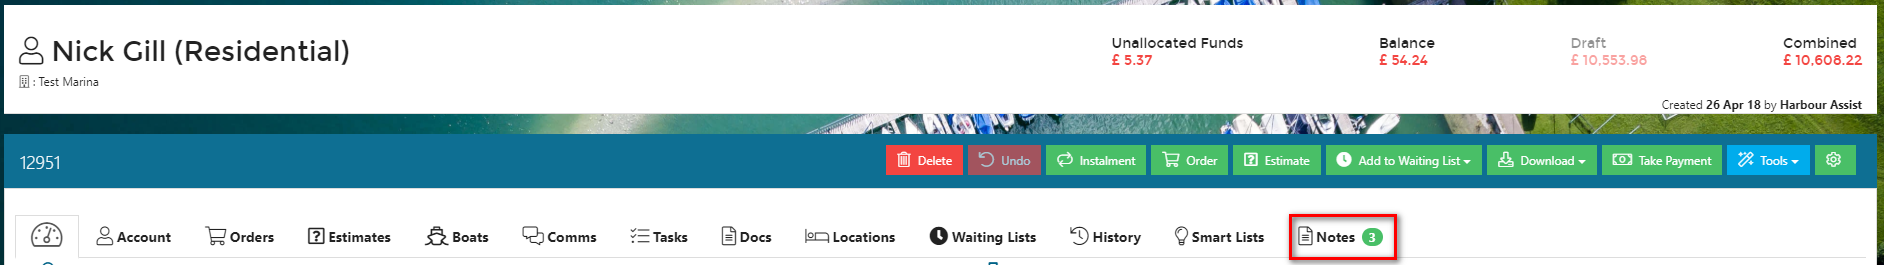 Nick Gill (Residential)
: Test Marina
Unallocated Funds
£ 5.37
Balance
£ 54.24
Draft
£ 10,553.98
Combined
£ 10,608.22
Created 26 Apr 18 by Harbour Assist
12951
Delete
Undo
Instalment
Order
Estimate
Add to Waiting List
Download
Take Payment
Tools
Account
Orders
Estimates
Boats
Comms
Tasks
Docs
Locations
Waiting Lists
History
Smart Lists
Notes 3